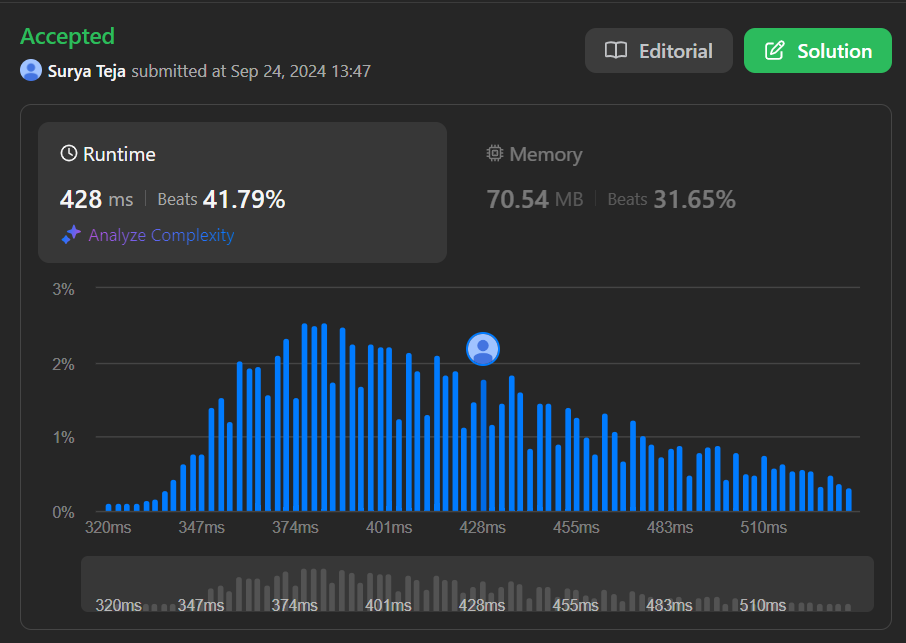 Accepted
Surya Teja submitted at Sep 24, 2024 13:47
Editorial
Solution
Runtime
428 ms Beats 41.79%
Analyze Complexity
Memory
70.54 MB Beats 31.65%
3%
2%
1%
0%
320ms 347ms 374ms 401ms 428ms 455ms 483ms 510ms
320ms 347ms 374ms 401ms 428ms 455ms 483ms 510ms